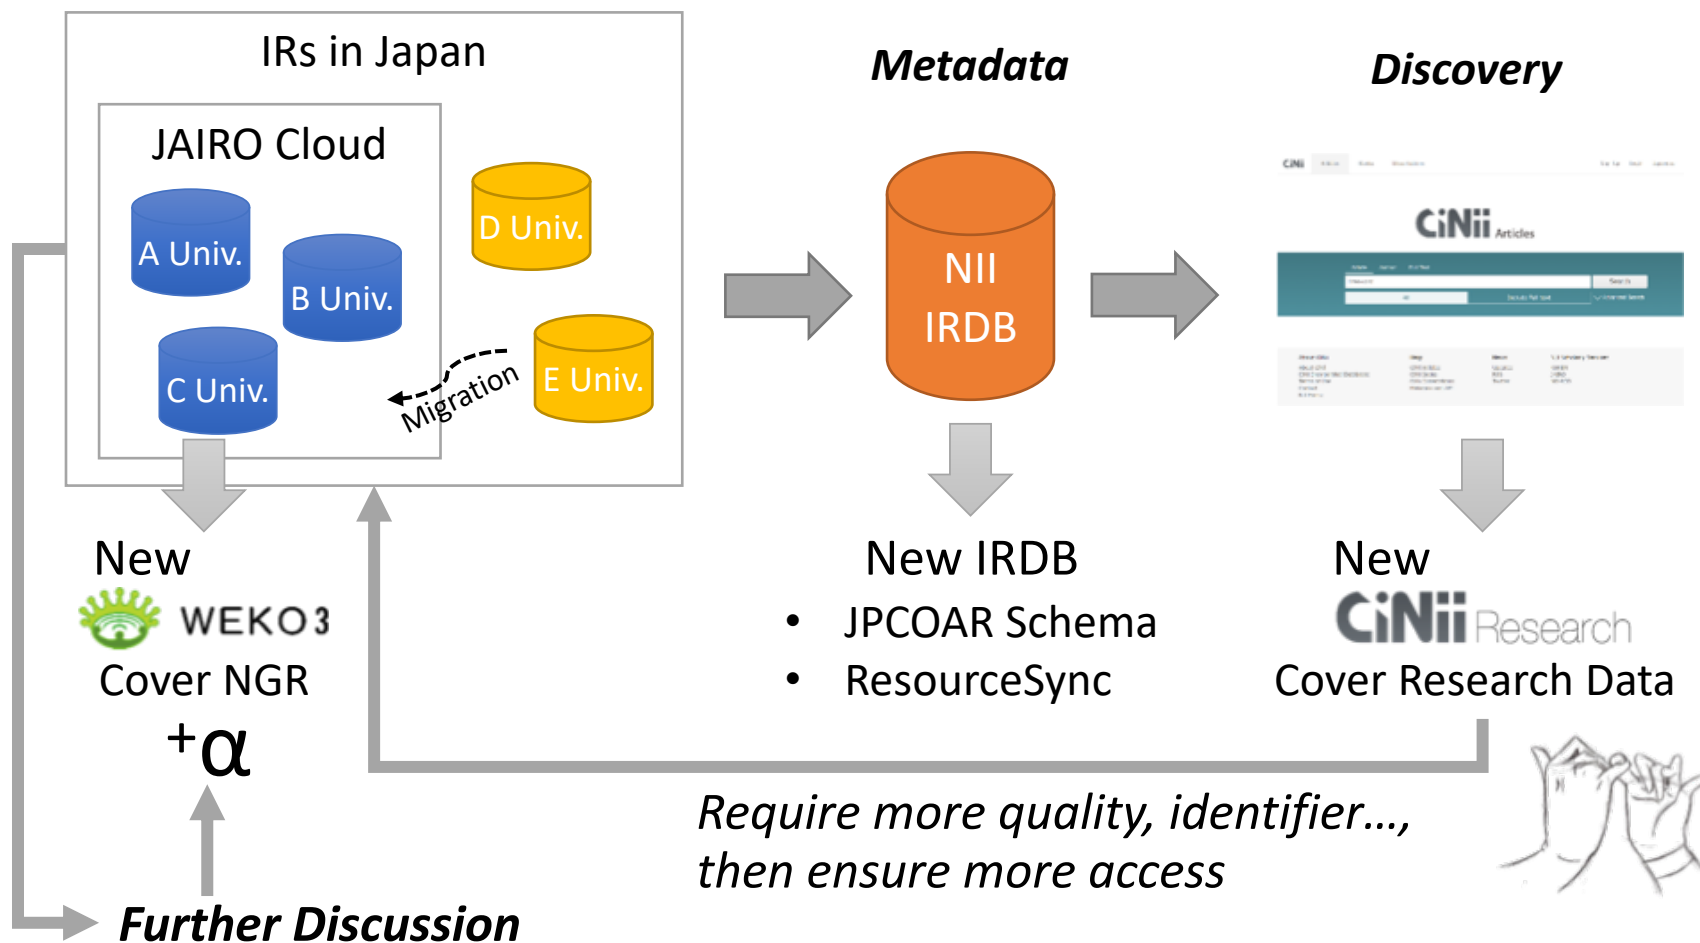 IRs in Japan
JAIRO Cloud
A Univ.
B Univ.
C Univ.
D Univ.
E Univ.
Migration
Metadata
NII
IRDB
Discovery
CiNii
CiNii Articles
Search
New
WEKO3
Cover NGR
+α
New IRDB
• JPCOAR Schema
• ResourceSync
New
CiNii Research
Cover Research Data
Require more quality, identifier…,
then ensure more access
Further Discussion